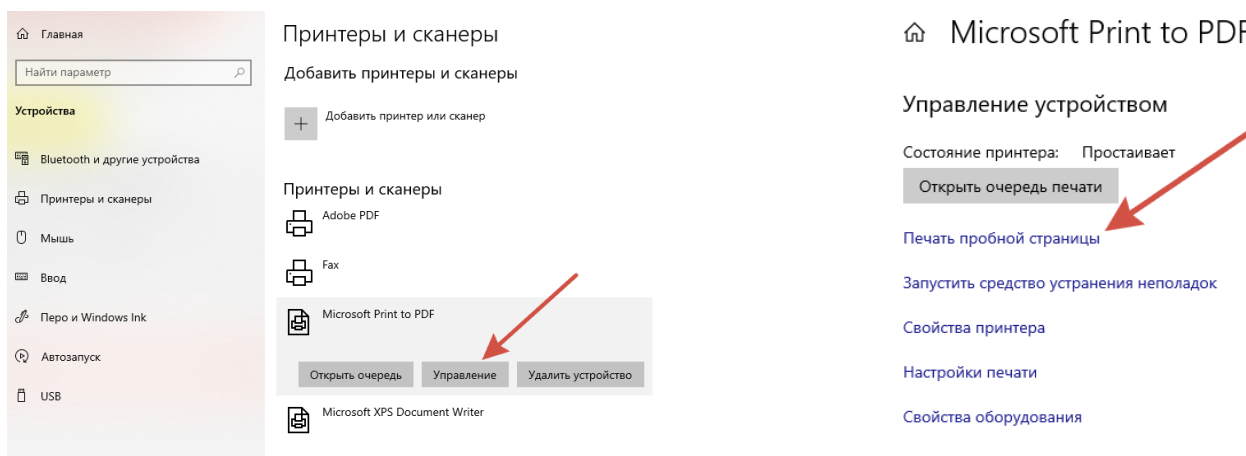 Главная
Найти параметр
Устройства
Bluetooth и другие устройства
Принтеры и сканеры
Мышь
Ввод
Перо и Windows Ink
Автозапуск
USB
Принтеры и сканеры
Добавить принтеры и сканеры
Добавить принтер или сканер
Принтеры и сканеры
Adobe PDF
Fax
Microsoft Print to PDF
Открыть очередь Управление Удалить устройство
Microsoft XPS Document Writer
Microsoft Print to PDF
Управление устройством
Состояние принтера: Простаивает
Открыть очередь печати
Печать пробной страницы
Запустить средство устранения неполадок
Свойства принтера
Настройки печати
Свойства оборудования